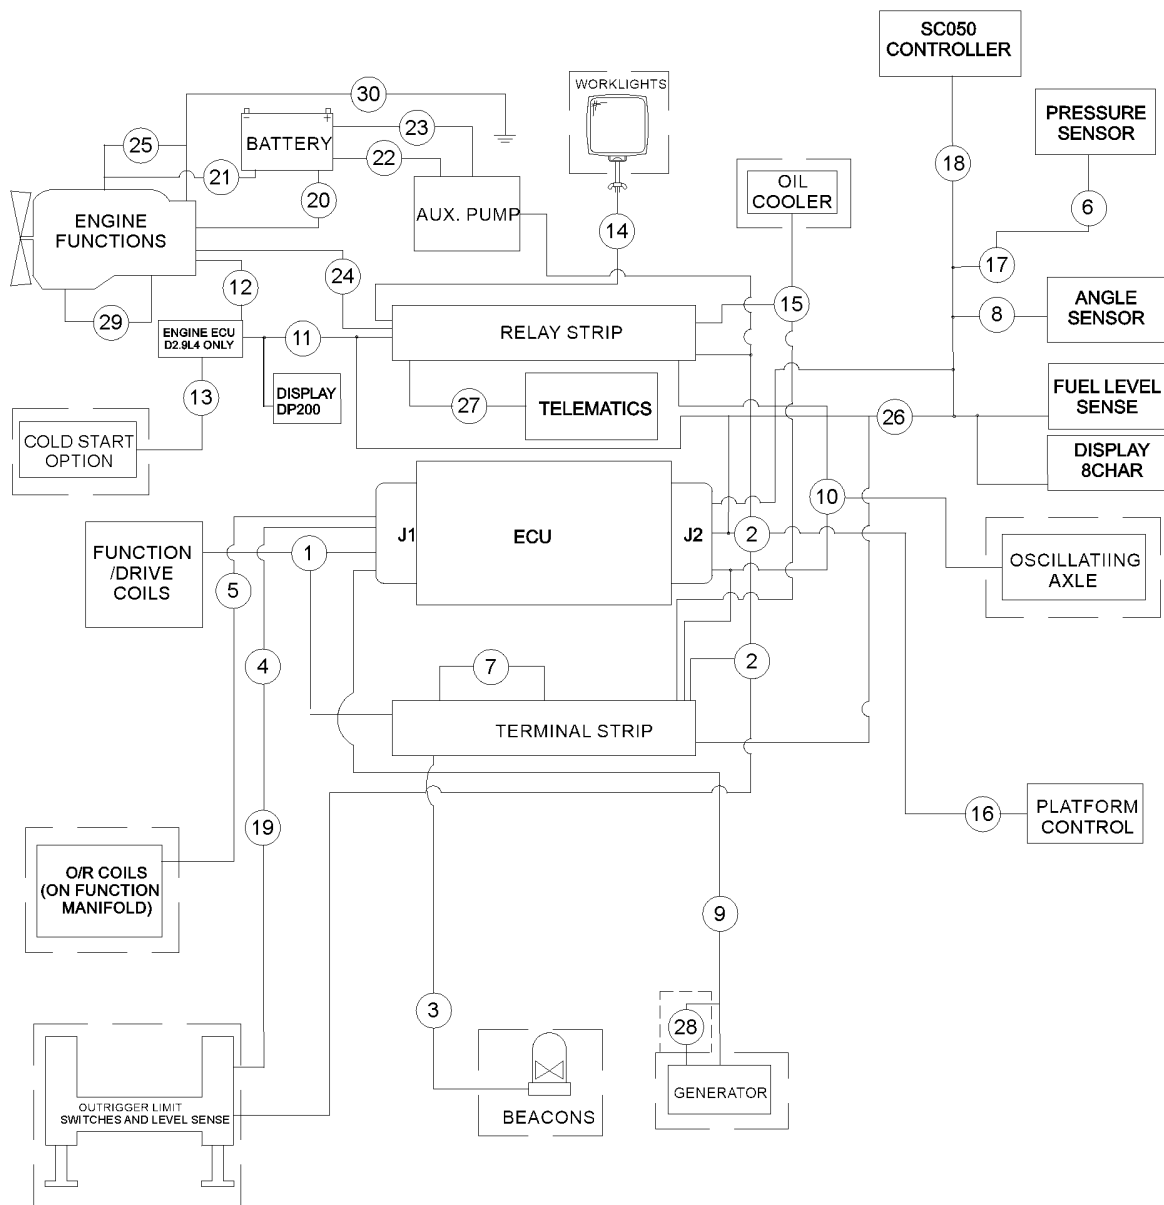 SC050
CONTROLLER
30
WORKLIGHTS
PRESSURE
SENSOR
BATTERY
23
25
22
18
21
OIL
COOLER
20
AUX. PUMP
6
ENGINE
FUNCTIONS
14
17
24
12
15
ANGLE
SENSOR
8
29
ENGINE ECU
D2.9L4 ONLY
11
RELAY STRIP
13
DISPLAY
DP200
27
TELEMATICS
FUEL LEVEL
SENSE
26
COLD START
OPTION
DISPLAY
8CHAR
10
J1
ECU
J2
2
FUNCTION
/DRIVE
COILS
1
OSCILLATIING
AXLE
5
4
7
2
TERMINAL STRIP
19
16
PLATFORM
CONTROL
O/R COILS
(ON FUNCTION
MANIFOLD)
9
3
28
GENERATOR
OUTRIGGER LIMIT
SWITCHES AND LEVEL SENSE
BEACONS